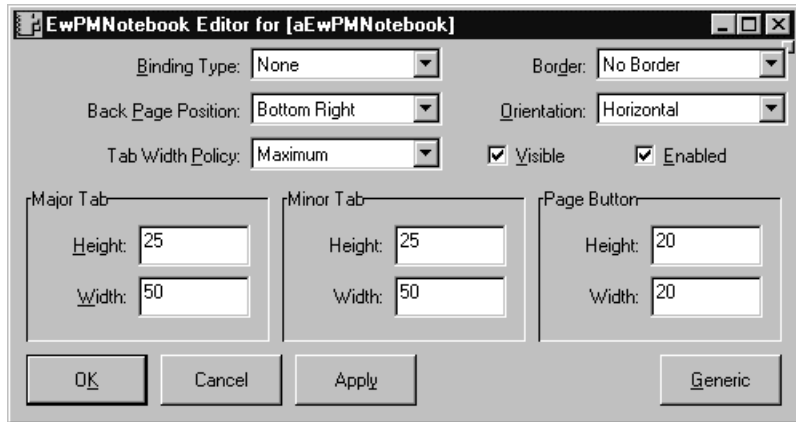 EwPMNotebook Editor for [aEwPMNotebook]
Binding Type: None Border: No Border
Back Page Position: Bottom Right Orientation: Horizontal
Tab Width Policy: Maximum Visible Enabled
Major Tab Minor Tab Page Button
Height: 25 Height: 25 Height: 20
Width: 50 Width: 50 Width: 20
OK Cancel Apply Generic